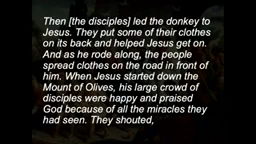 Then [the disciples] led the donkey to
Jesus. They put some of their clothes
on its back and helped Jesus get on.
And as he rode along, the people
spread clothes on the road in front of
him. When Jesus started down the
Mount of Olives, his large crowd of
disciples were happy and praised
God because of all the miracles they
had seen. They shouted,